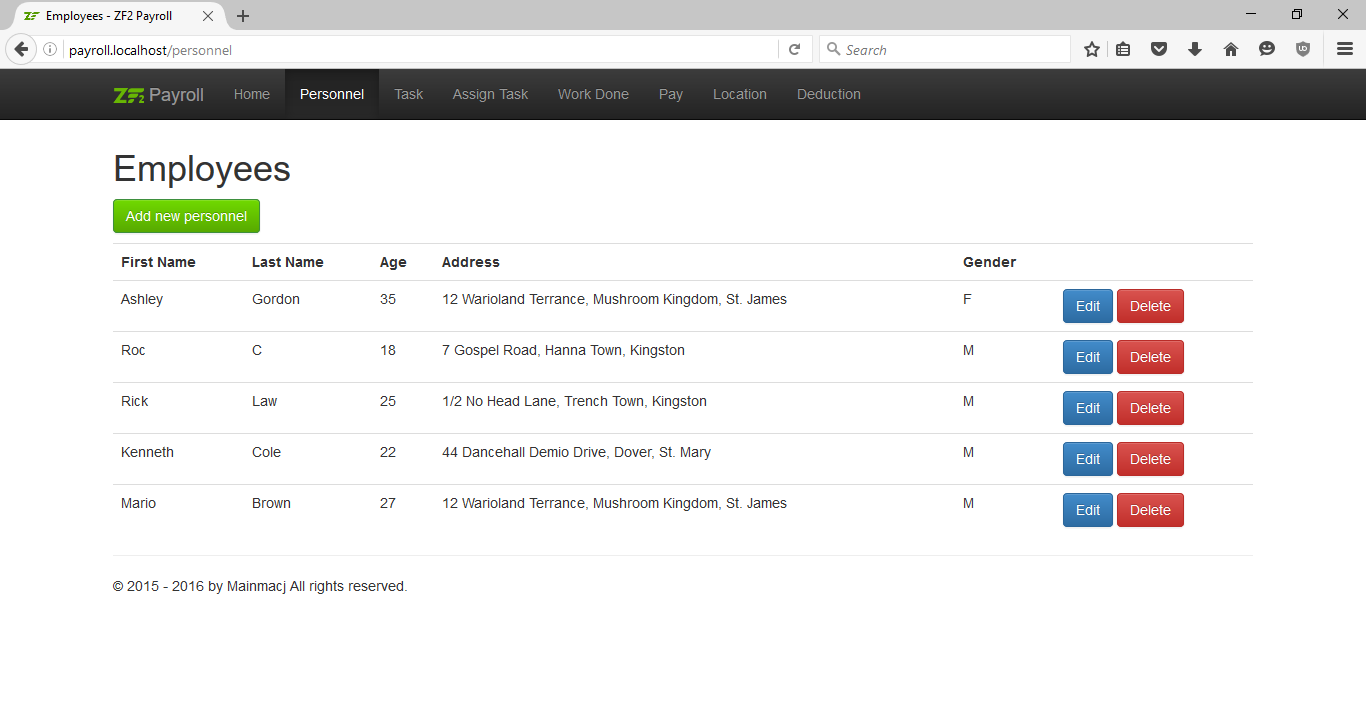 Employees - ZF2 Payroll
payroll.localhost/personnel
Search
ZF2 Payroll Home Personnel Task Assign Task Work Done Pay Location Deduction
Employees
Add new personnel
First Name Last Name Age Address Gender
Ashley Gordon 35 12 Warioland Terrance, Mushroom Kingdom, St. James F Edit Delete
Roc C 18 7 Gospel Road, Hanna Town, Kingston M Edit Delete
Rick Law 25 1/2 No Head Lane, Trench Town, Kingston M Edit Delete
Kenneth Cole 22 44 Dancehall Demio Drive, Dover, St. Mary M Edit Delete
Mario Brown 27 12 Warioland Terrance, Mushroom Kingdom, St. James M Edit Delete
© 2015 - 2016 by Mainmacj All rights reserved.